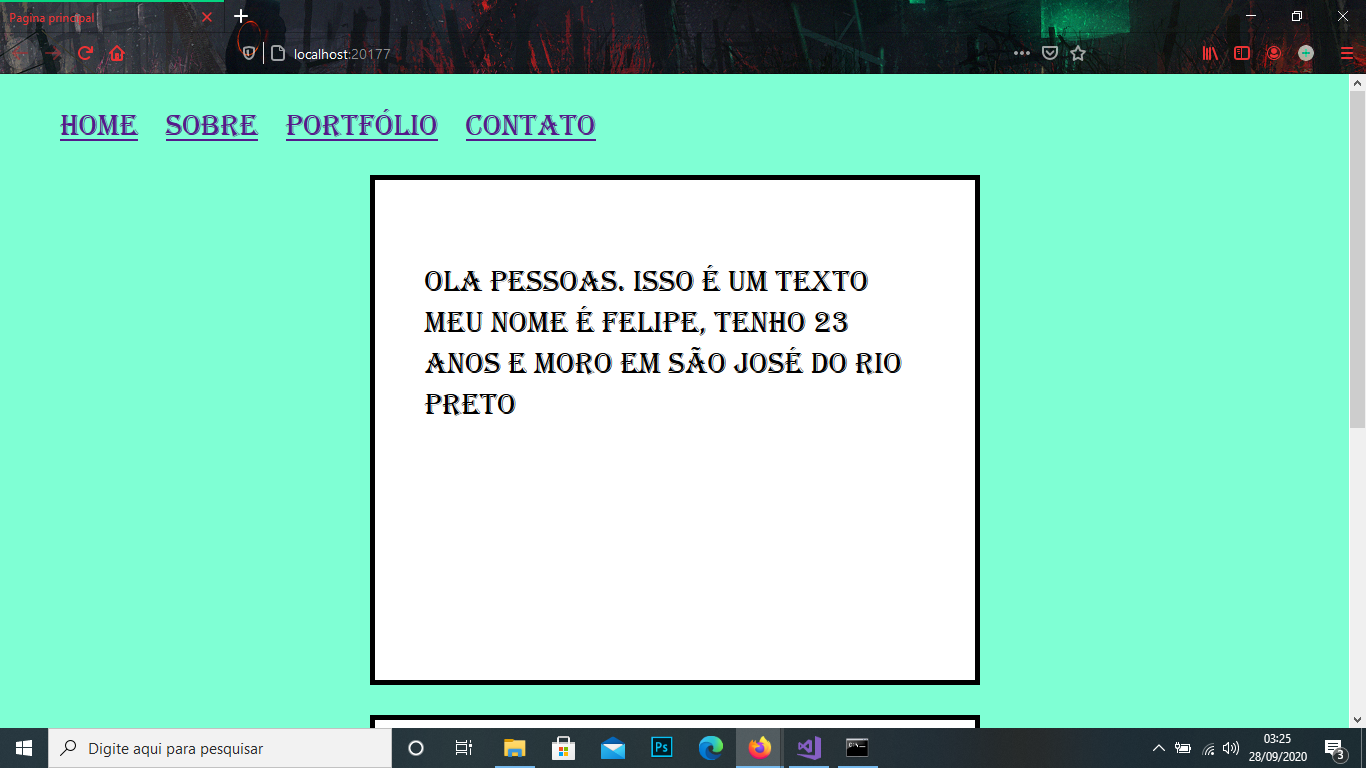 Pagina principal
localhost:20177
HOME SOBRE PORTFÓLIO CONTATO
OLA PESSOAS. ISSO É UM TEXTO
MEU NOME É FELIPE, TENHO 23
ANOS E MORO EM SÃO JOSÉ DO RIO
PRETO
Digite aqui para pesquisar
Ps
03:25
28/09/2020
3